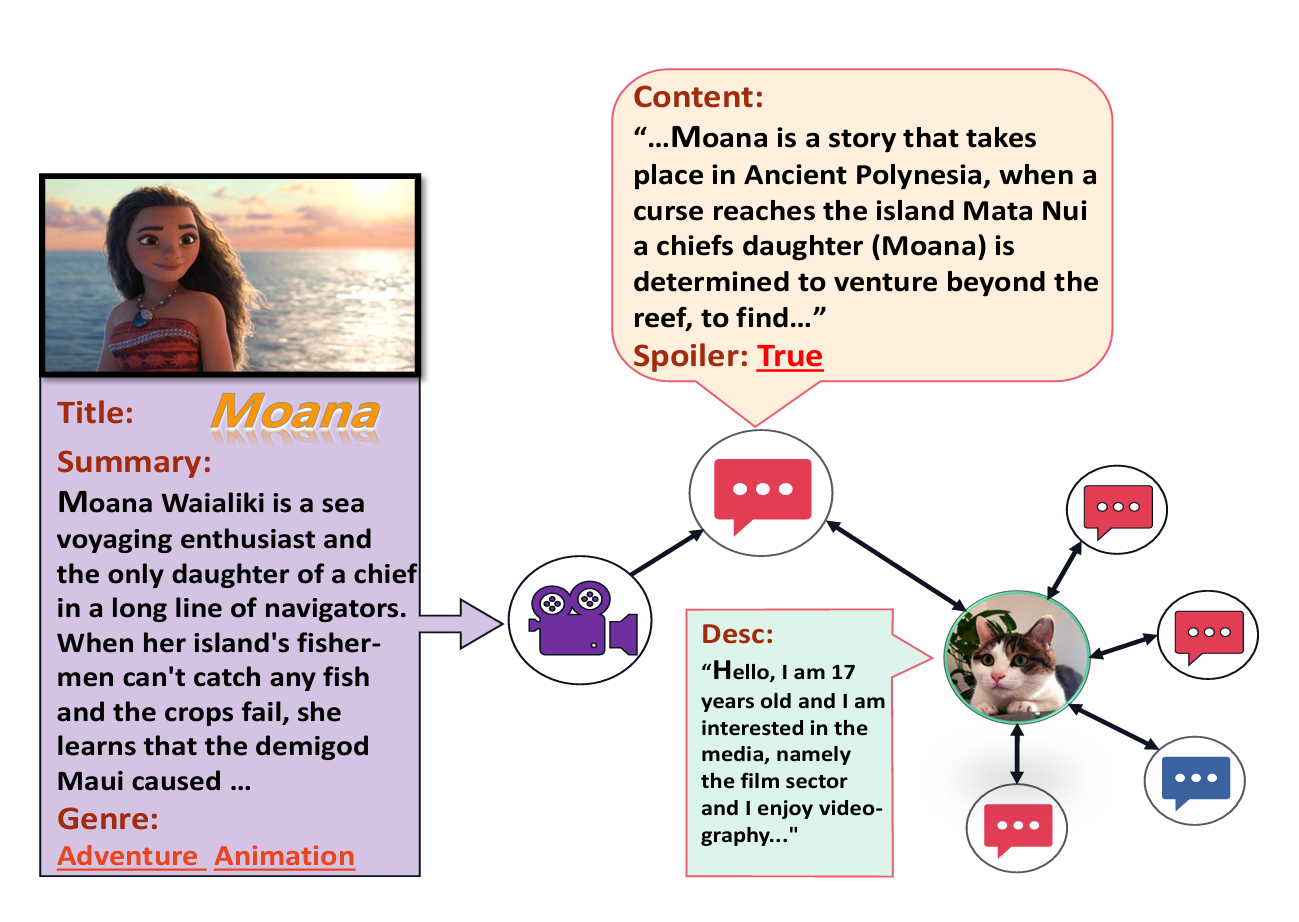 Content:
“...Moana is a story that takes
place in Ancient Polynesia, when a
curse reaches the island Mata Nui
a chiefs daughter (Moana) is
determined to venture beyond the
reef, to find...”
Spoiler: True
Title: Moana
Summary:
Moana Waialiki is a sea
voyaging enthusiast and
the only daughter of a chief
in a long line of navigators.
When her island's fisher-
men can't catch any fish
and the crops fail, she
learns that the demigod
Maui caused ...
Genre:
Adventure Animation
Desc:
“Hello, I am 17
years old and I am
interested in the
media, namely
the film sector
and I enjoy video-
graphy..."